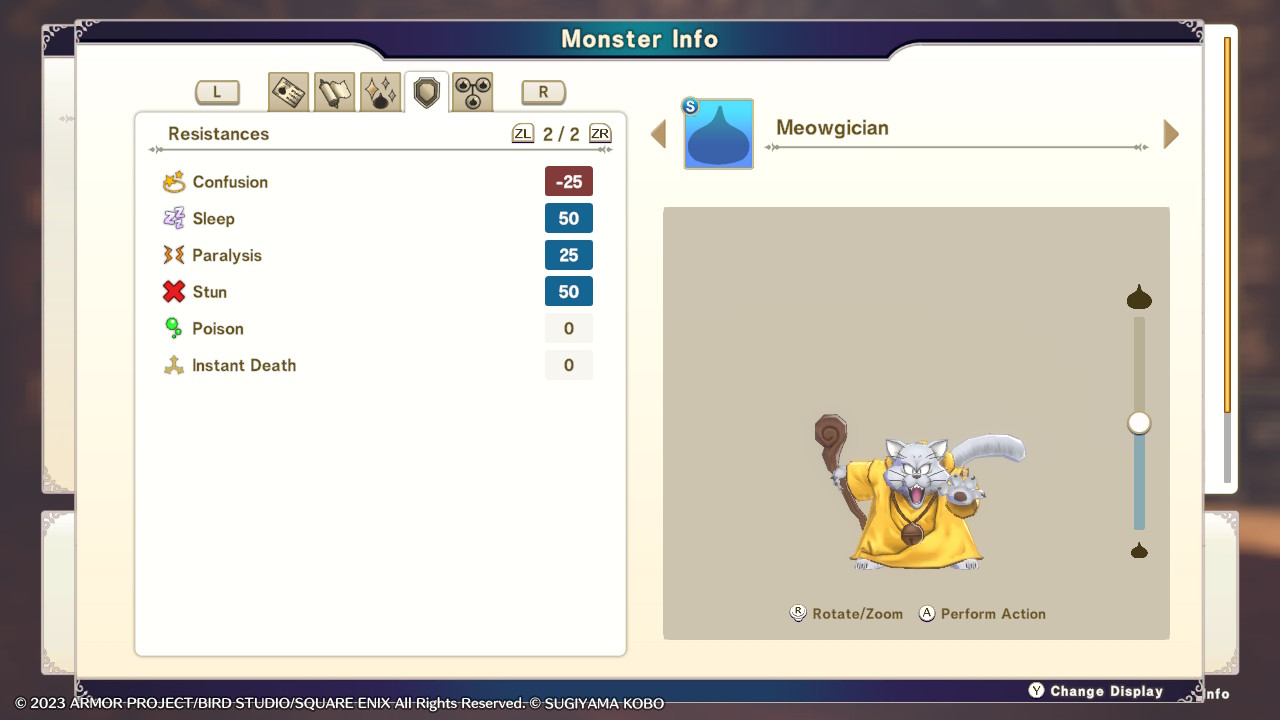 Monster Info
L
R
Resistances
ZL 2 / 2 ZR
Confusion -25
Sleep 50
Paralysis 25
Stun 50
Poison 0
Instant Death 0
S
Meowgician
R Rotate/Zoom A Perform Action
Y Change Display
nfo
© 2023 ARMOR PROJECT/BIRD STUDIO/SQUARE ENIX All Rights Reserved. © SUGIYAMA KOBO